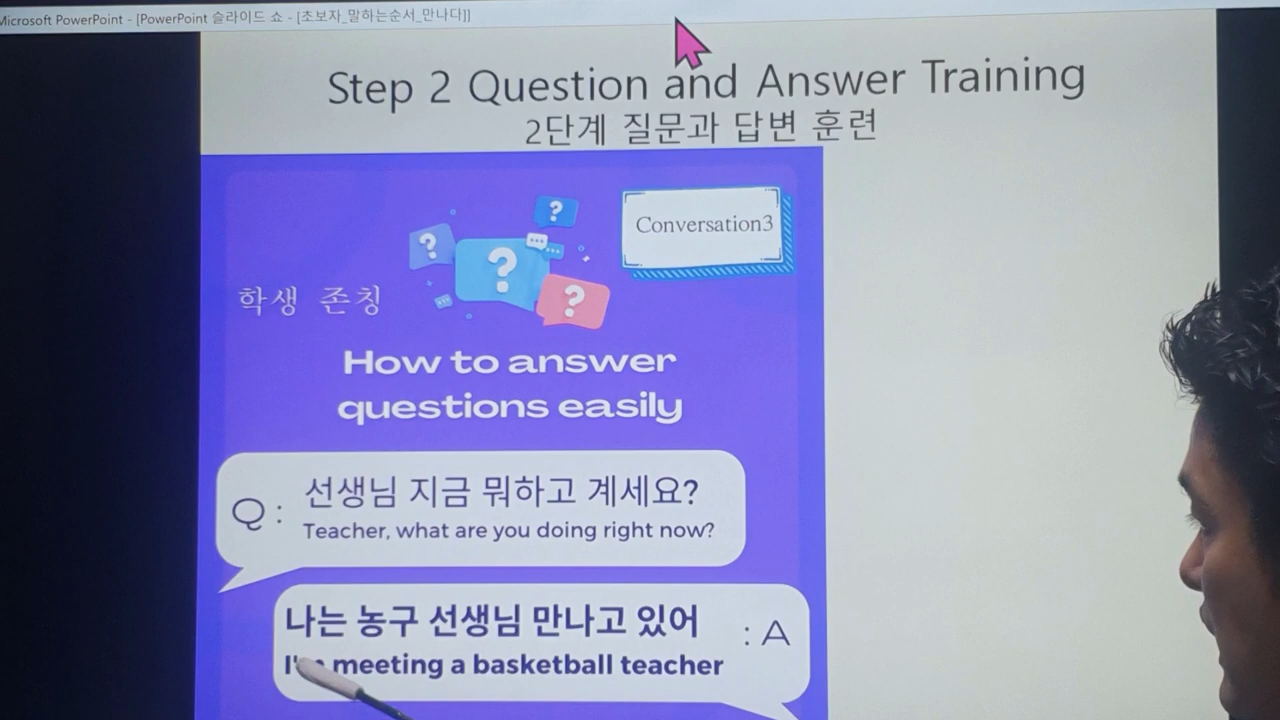 Microsoft PowerPoint - [PowerPoint 슬라이드 쇼 - [초보자_말하는순서_만나다]]
Step 2 Question and Answer Training
2단계 질문과 답변 훈련
Conversation3
학생 존칭
How to answer
questions easily
Q : 선생님 지금 뭐하고 계세요?
Teacher, what are you doing right now?
나는 농구 선생님 만나고 있어 : A
meeting a basketball teacher